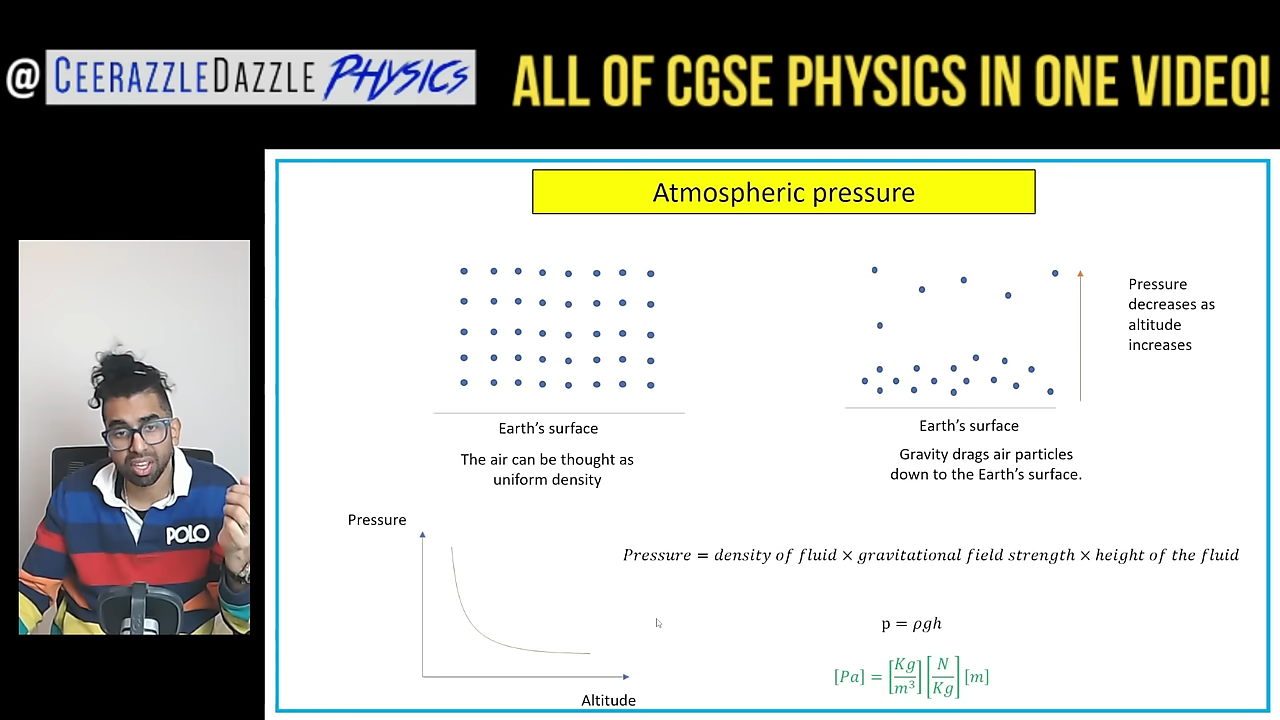 @ CEERAZZLEDAZZLE PHYSICS
ALL OF CGSE PHYSICS IN ONE VIDEO!
Atmospheric pressure
Pressure
decreases as
altitude
increases
Earth's surface
The air can be thought as
uniform density
Earth's surface
Gravity drags air particles
down to the Earth's surface.
Pressure
Altitude
Pressure = density of fluid × gravitational field strength × height of the fluid
p = ρgh
[Pa] = [Kg/m³] [N/Kg] [m]
POLO